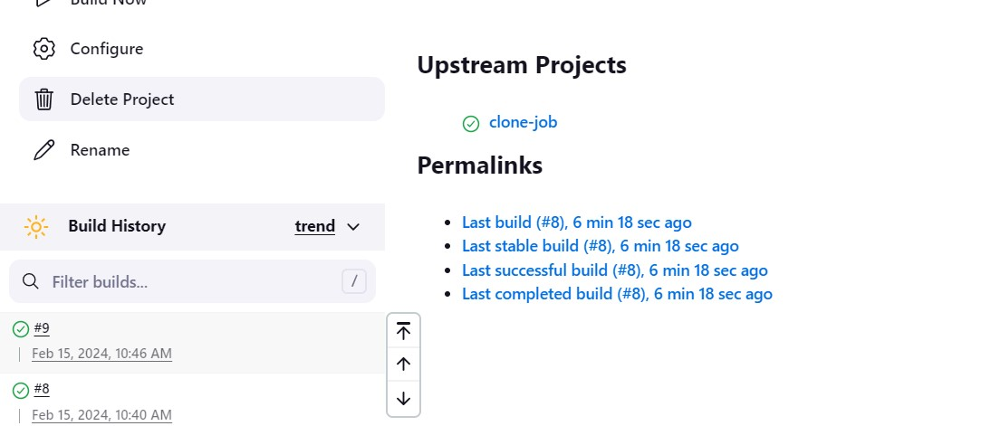 Build Now
Configure
Delete Project
Rename
Build History trend
Filter builds... /
#9
Feb 15, 2024, 10:46 AM
#8
Feb 15, 2024, 10:40 AM
Upstream Projects
clone-job
Permalinks
Last build (#8), 6 min 18 sec ago
Last stable build (#8), 6 min 18 sec ago
Last successful build (#8), 6 min 18 sec ago
Last completed build (#8), 6 min 18 sec ago